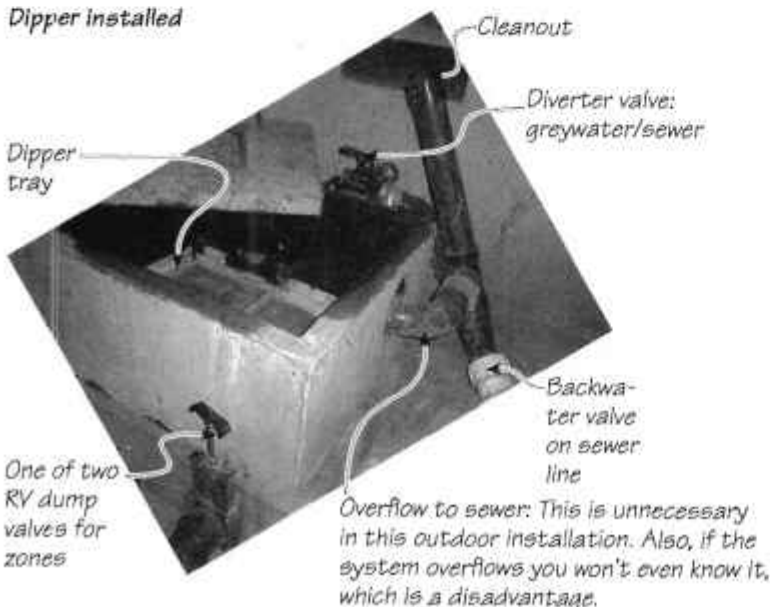 Dipper installed
Cleanout
Diverter valve:
greywater/sewer
Dipper
tray
Backwa-
ter valve
on sewer
line
One of two
RV dump
valves for
zones
Overflow to sewer: This is unnecessary
in this outdoor installation. Also, if the
system overflows you won't even know it,
which is a disadvantage.